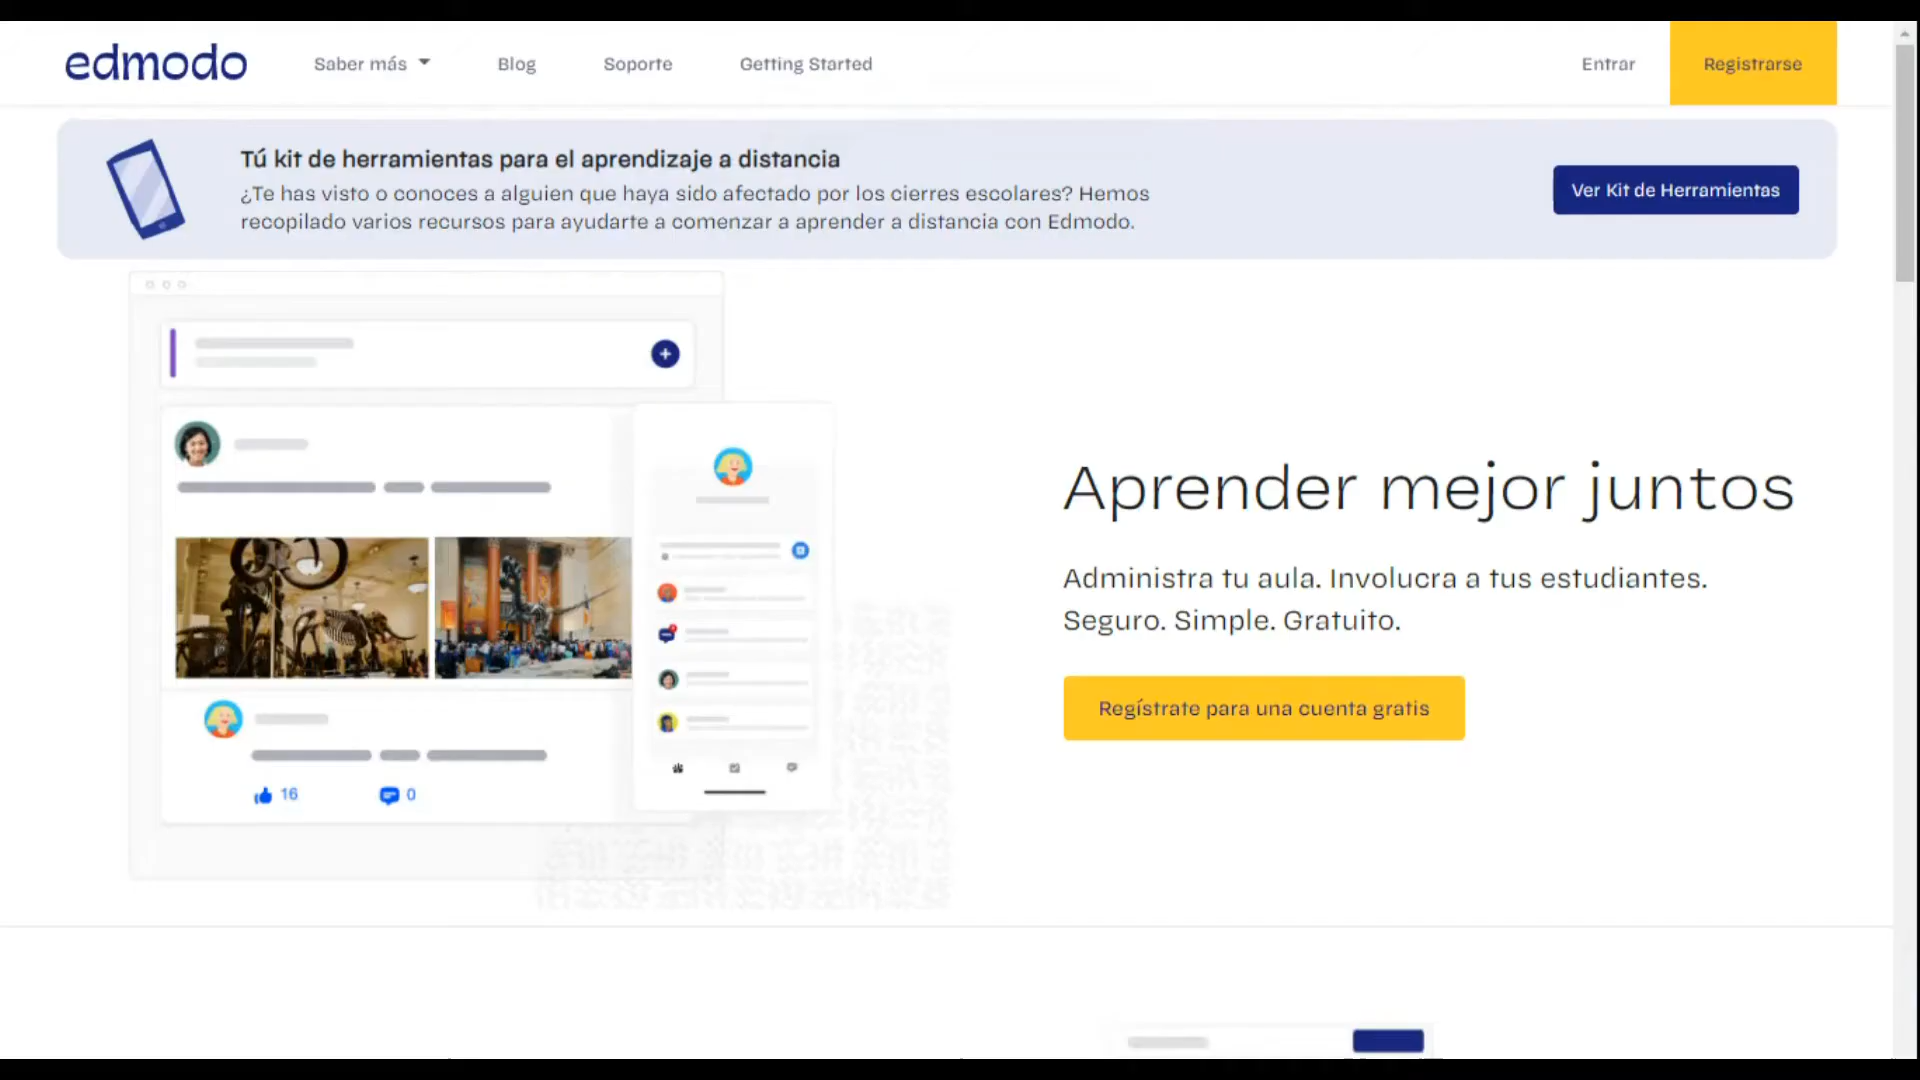 edmodo
Saber más
Blog
Soporte
Getting Started
Entrar
Registrarse
Tú kit de herramientas para el aprendizaje a distancia
¿Te has visto o conoces a alguien que haya sido afectado por los cierres escolares? Hemos
recopilado varios recursos para ayudarte a comenzar a aprender a distancia con Edmodo.
Ver Kit de Herramientas
Aprender mejor juntos
Administra tu aula. Involucra a tus estudiantes.
Seguro. Simple. Gratuito.
Regístrate para una cuenta gratis
16
0